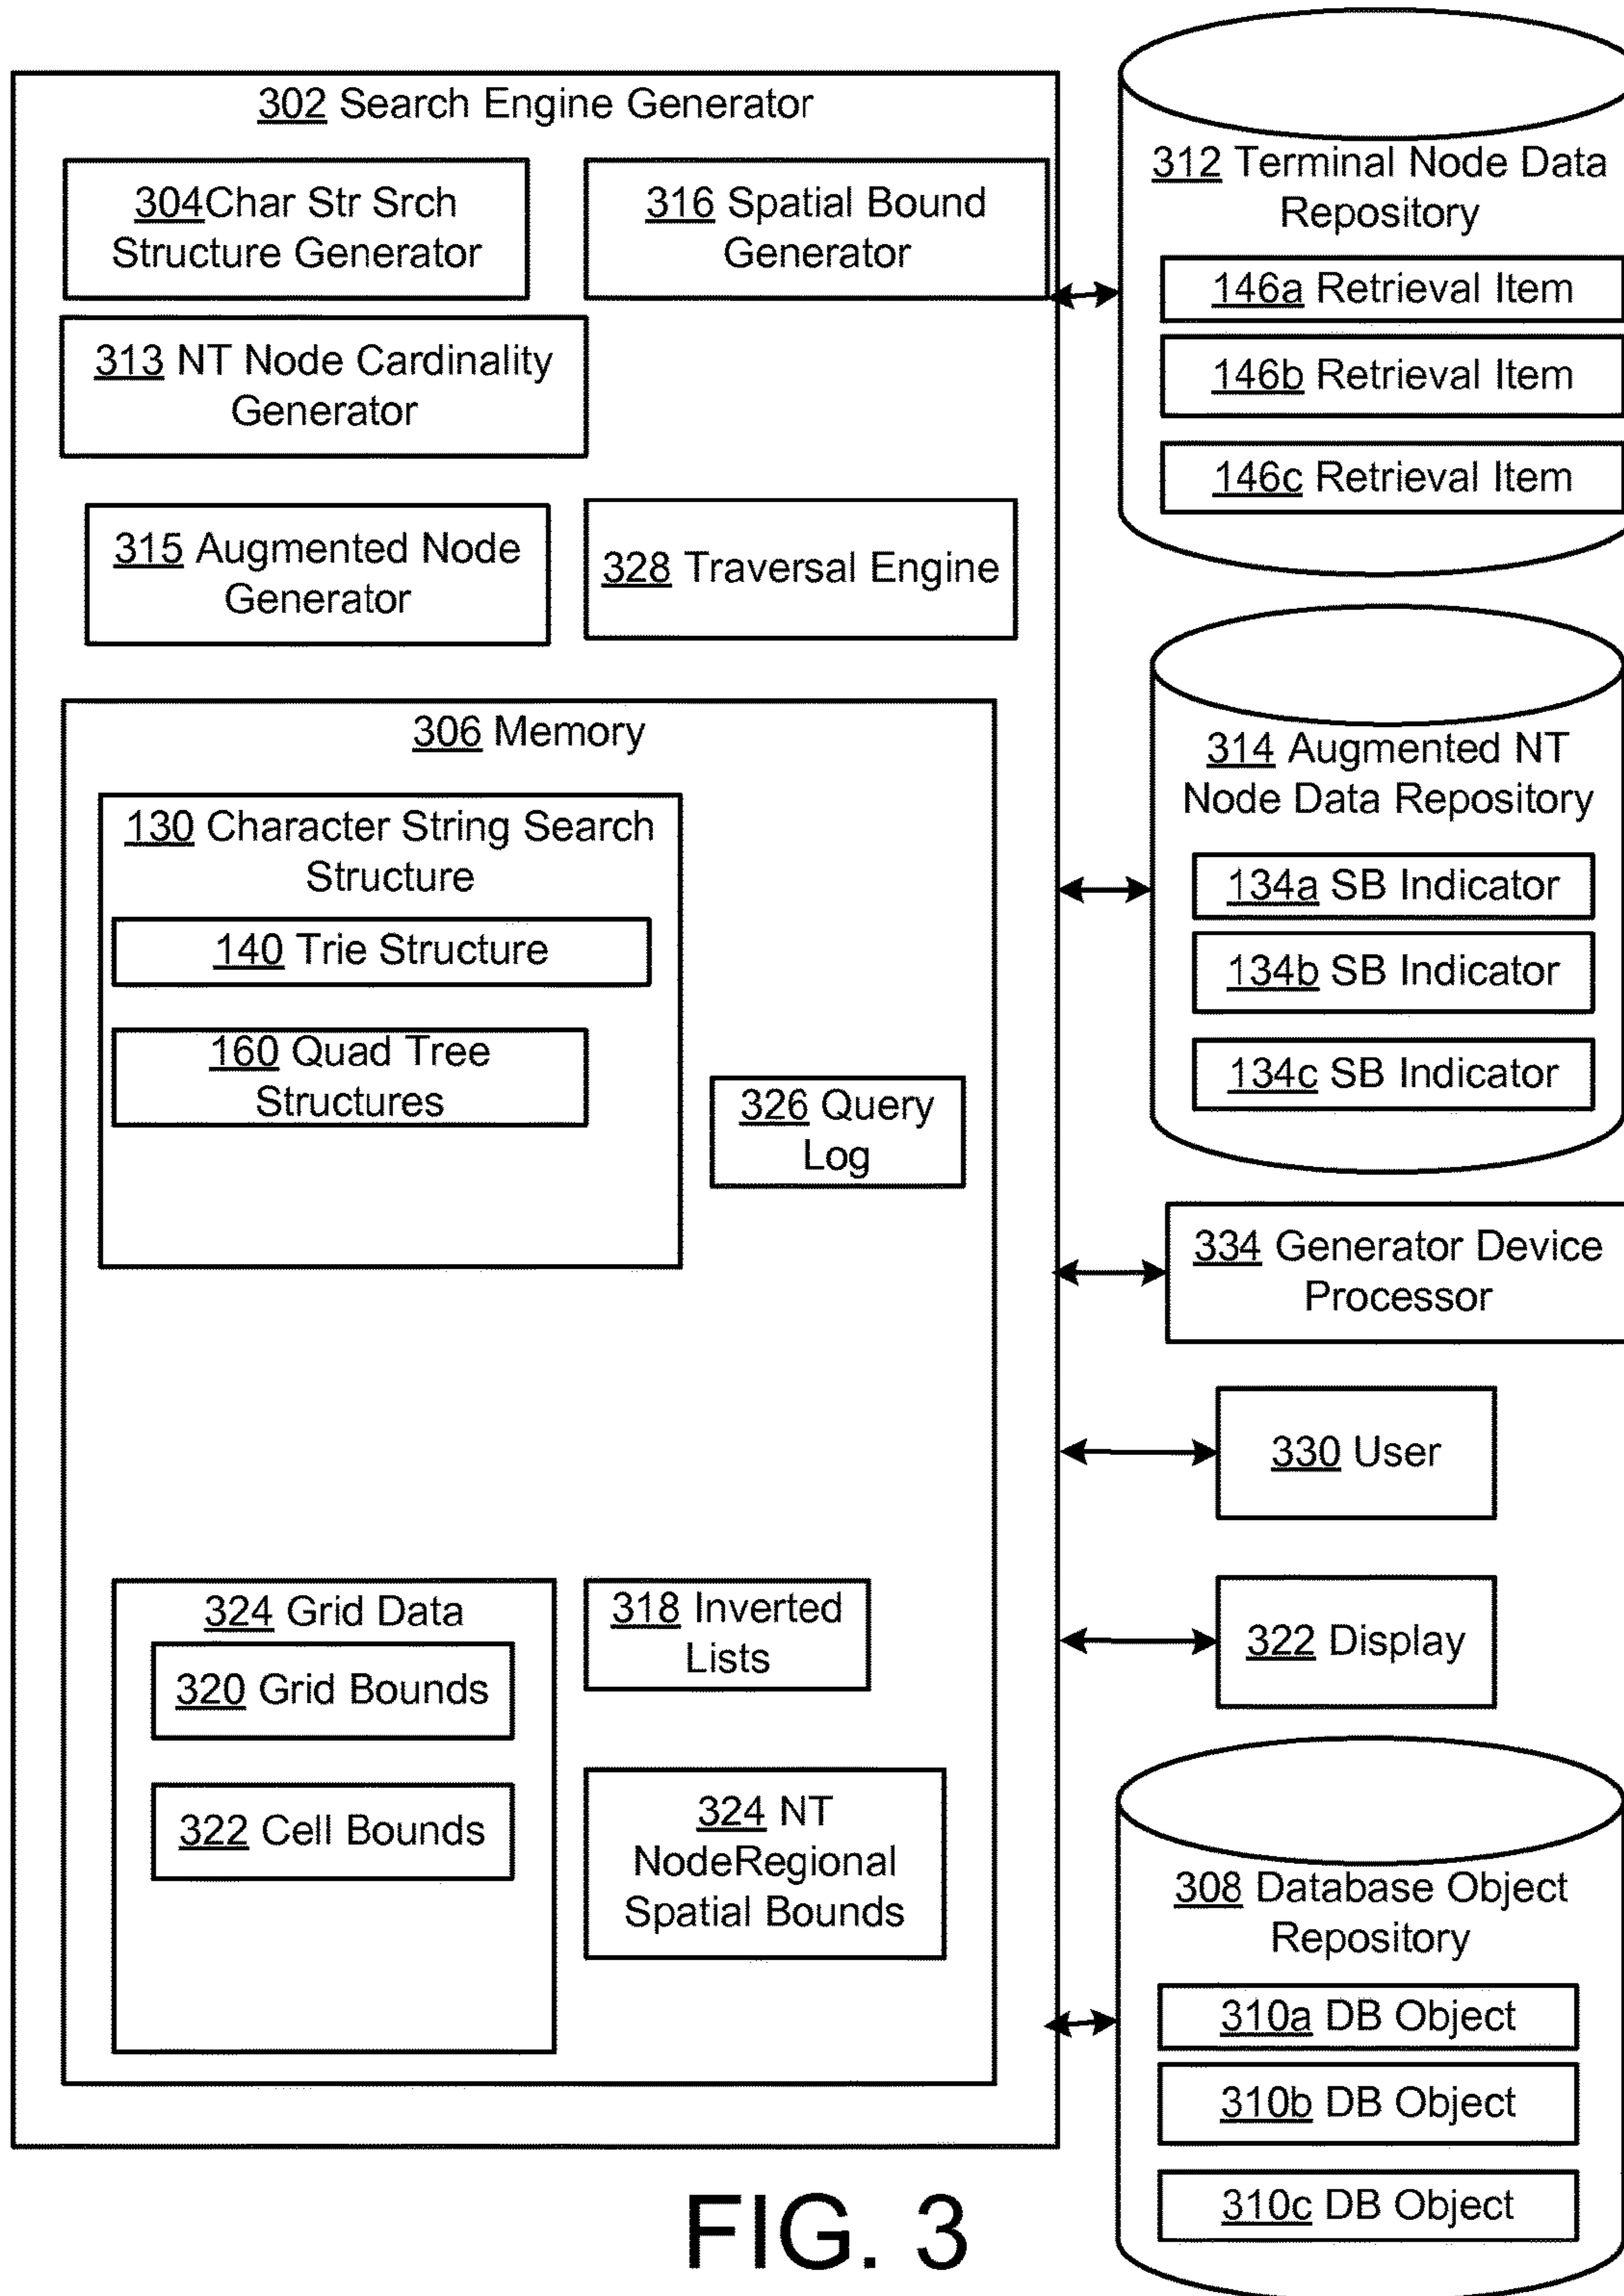 302 Search Engine Generator
304Char Str Srch
Structure Generator
316 Spatial Bound
Generator
313 NT Node Cardinality
Generator
315 Augmented Node
Generator
328 Traversal Engine
306 Memory
130 Character String Search
Structure
140 Trie Structure
160 Quad Tree
Structures
326 Query
Log
324 Grid Data
320 Grid Bounds
322 Cell Bounds
318 Inverted
Lists
324 NT
NodeRegional
Spatial Bounds
312 Terminal Node Data
Repository
146a Retrieval Item
146b Retrieval Item
146c Retrieval Item
314 Augmented NT
Node Data Repository
134a SB Indicator
134b SB Indicator
134c SB Indicator
334 Generator Device
Processor
330 User
322 Display
308 Database Object
Repository
310a DB Object
310b DB Object
310c DB Object
FIG. 3